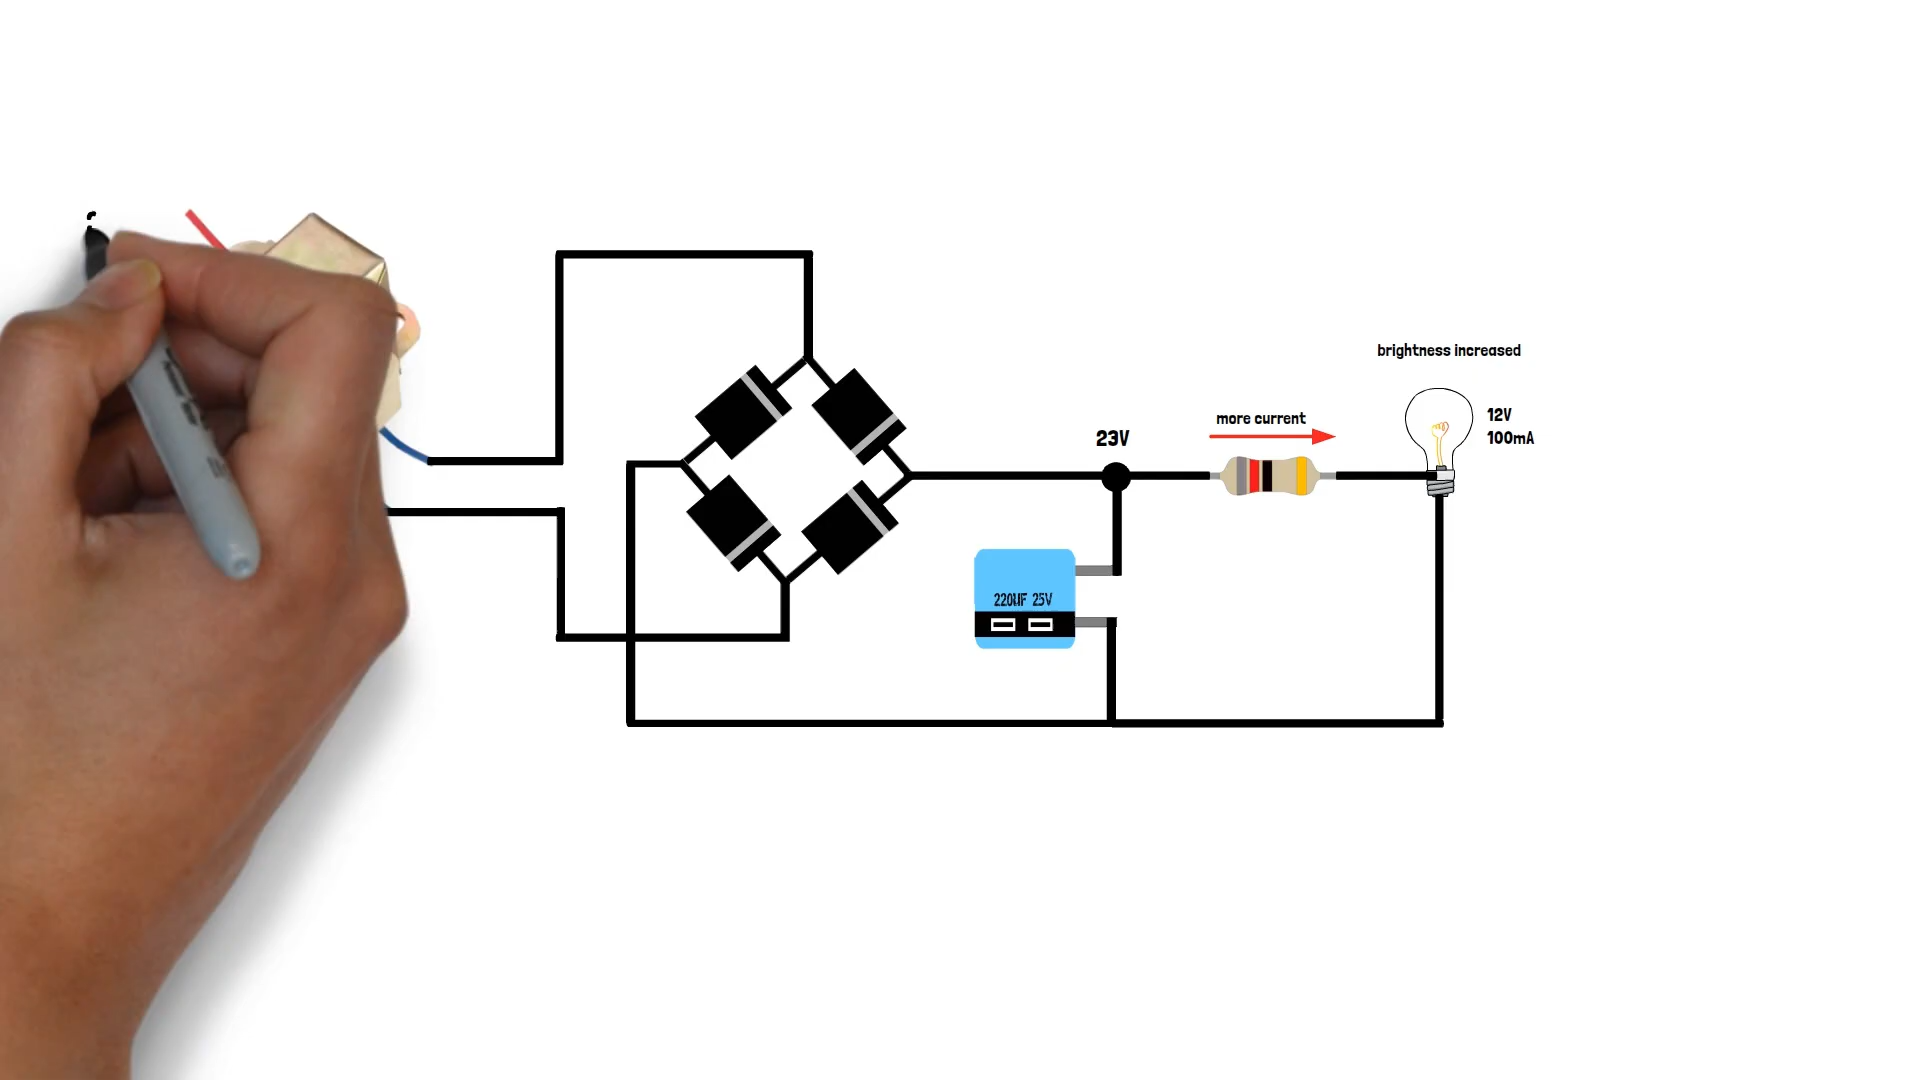 brightness increased
more current
12V
100mA
23V
220UF 25V